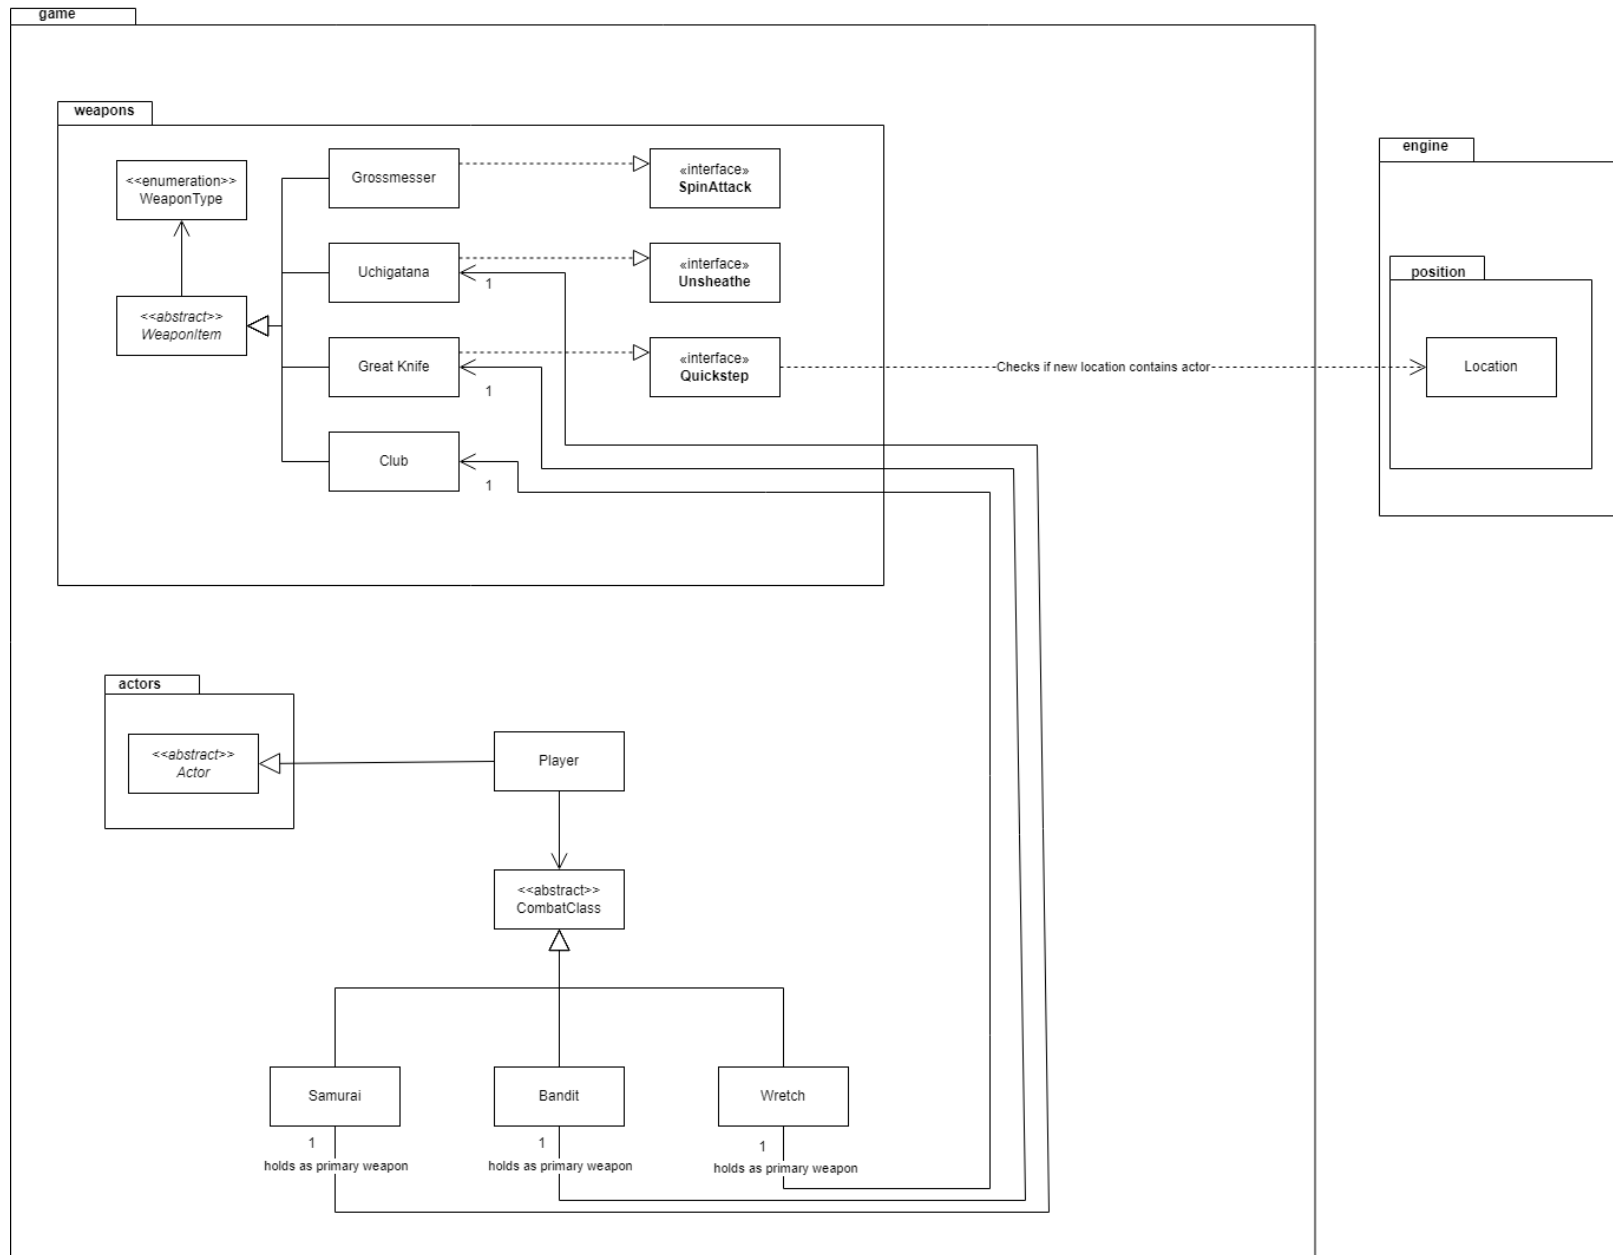 game
weapons
<<enumeration>>
WeaponType
<<abstract>>
WeaponItem
Grossmesser
Uchigatana
1
Great Knife
1
Club
1
«interface»
SpinAttack
«interface»
Unsheathe
«interface»
Quickstep
Checks if new location contains actor
engine
position
Location
actors
<<abstract>>
Actor
Player
<<abstract>>
CombatClass
Samurai
1
holds as primary weapon
Bandit
1
holds as primary weapon
Wretch
1
holds as primary weapon